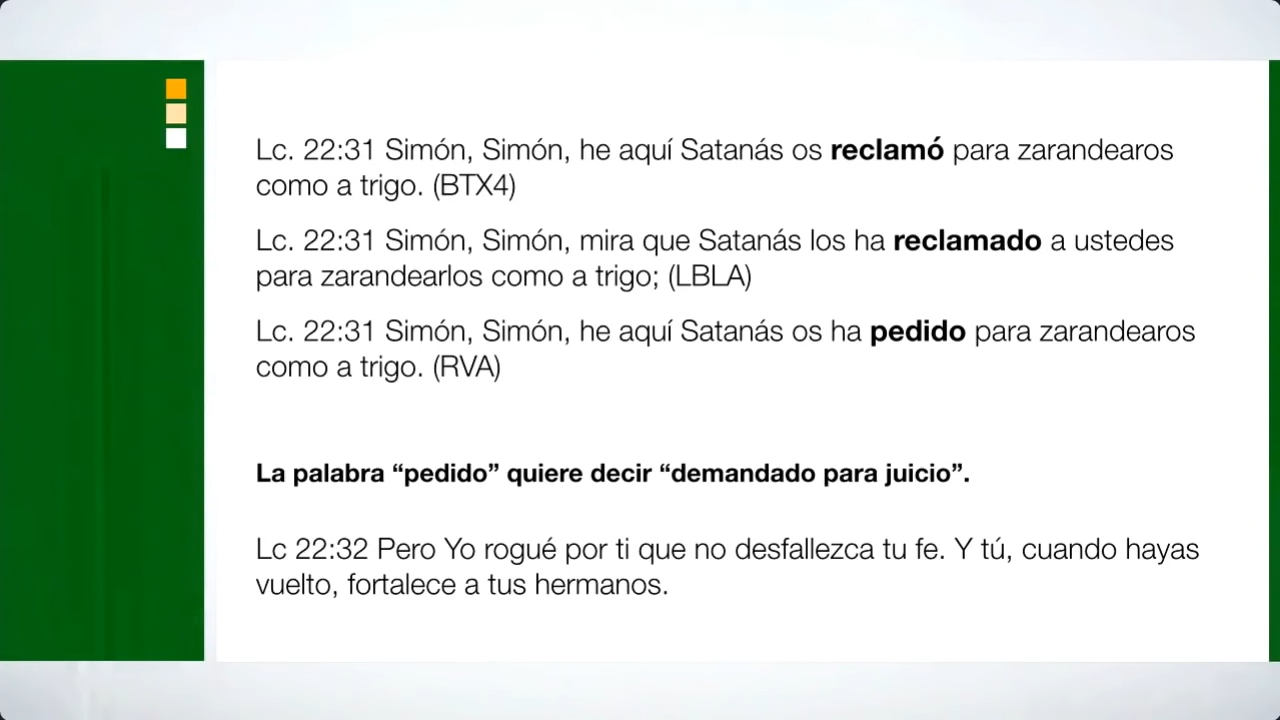 Lc. 22:31 Simón, Simón, he aquí Satanás os reclamó para zarandearos
como a trigo. (BTX4)
Lc. 22:31 Simón, Simón, mira que Satanás los ha reclamado a ustedes
para zarandearlos como a trigo; (LBLA)
Lc. 22:31 Simón, Simón, he aquí Satanás os ha pedido para zarandearos
como a trigo. (RVA)
La palabra “pedido” quiere decir “demandado para juicio”.
Lc 22:32 Pero Yo rogué por ti que no desfallezca tu fe. Y tú, cuando hayas
vuelto, fortalece a tus hermanos.